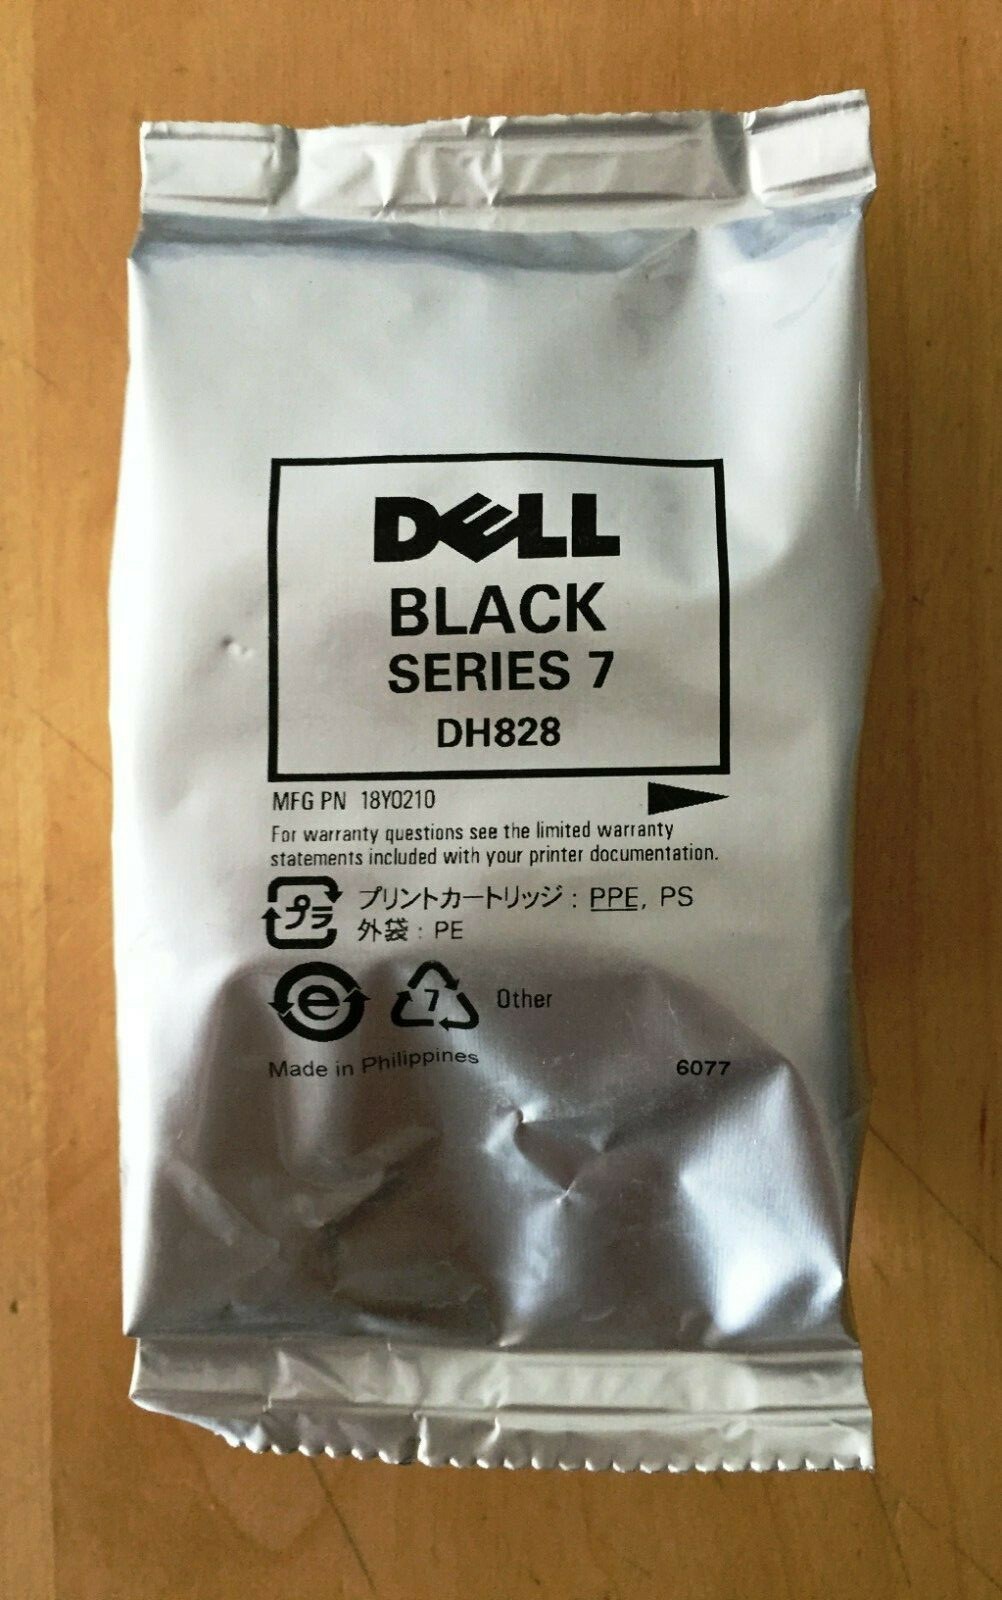 DELL
BLACK
SERIES 7
DH828
MFG PN 18Y0210
For warranty questions see the limited warranty
statements included with your printer documentation.
プラ プリントカートリッジ : PPE, PS
外袋 : PE
e 7 Other
Made in Philippines 6077